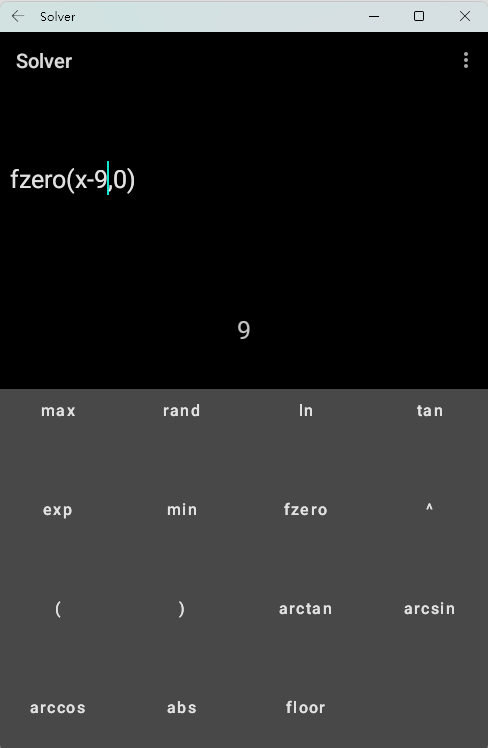 Solver
Solver
fzero(x-9,0)
9
max rand ln tan
exp min fzero ^
( ) arctan arcsin
arccos abs floor